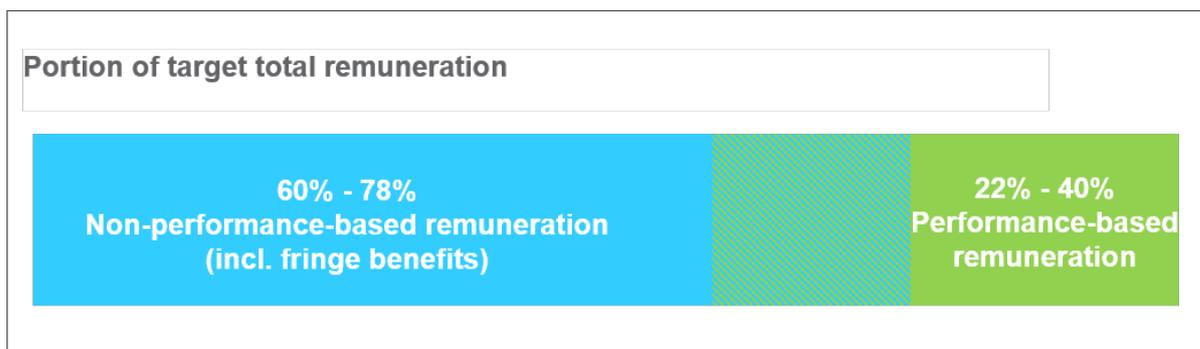 Portion of target total remuneration
60% - 78%
Non-performance-based remuneration
(incl. fringe benefits)
22% - 40%
Performance-based
remuneration